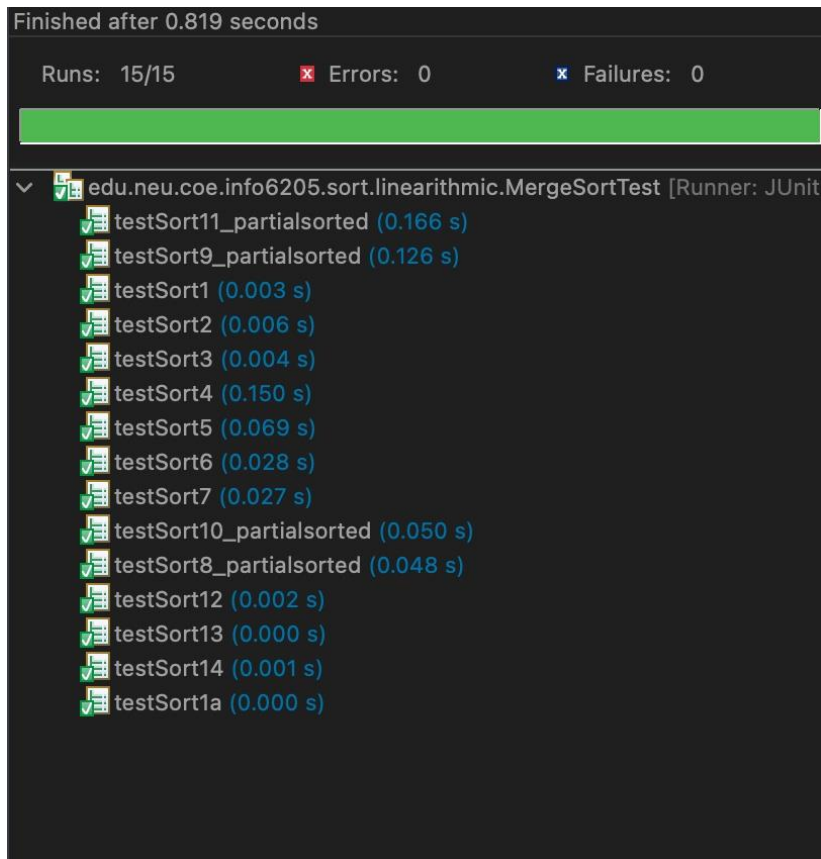 Finished after 0.819 seconds
Runs: 15/15 Errors: 0 Failures: 0
edu.neu.coe.info6205.sort.linearithmic.MergeSortTest [Runner: JUnit
testSort11_partialsorted (0.166 s)
testSort9_partialsorted (0.126 s)
testSort1 (0.003 s)
testSort2 (0.006 s)
testSort3 (0.004 s)
testSort4 (0.150 s)
testSort5 (0.069 s)
testSort6 (0.028 s)
testSort7 (0.027 s)
testSort10_partialsorted (0.050 s)
testSort8_partialsorted (0.048 s)
testSort12 (0.002 s)
testSort13 (0.000 s)
testSort14 (0.001 s)
testSort1a (0.000 s)